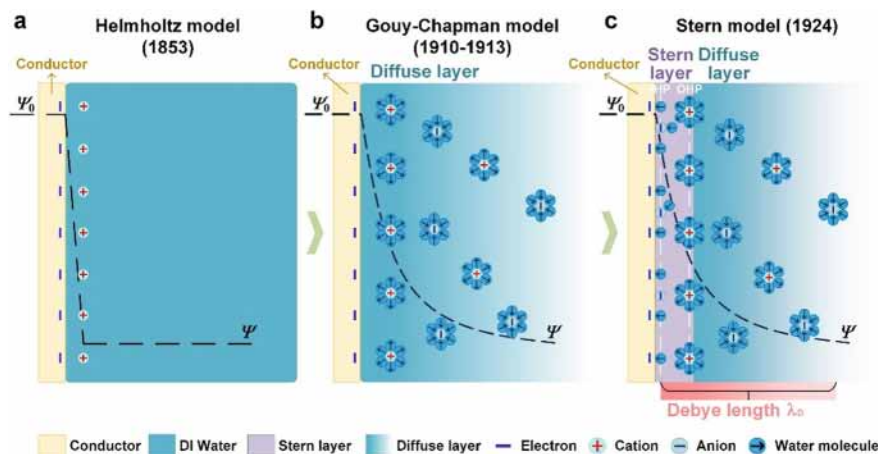 a
Helmholtz model
(1853)
Conductor
Ψ₀
Ψ
b
Gouy-Chapman model
(1910-1913)
Conductor
Diffuse layer
Ψ₀
Ψ
c
Stern model (1924)
Conductor
Stern
layer
Diffuse
layer
OHP
Ψ₀
Ψ
Debye length λD
Conductor
DI Water
Stern layer
Diffuse layer
Electron
Cation
Anion
Water molecule